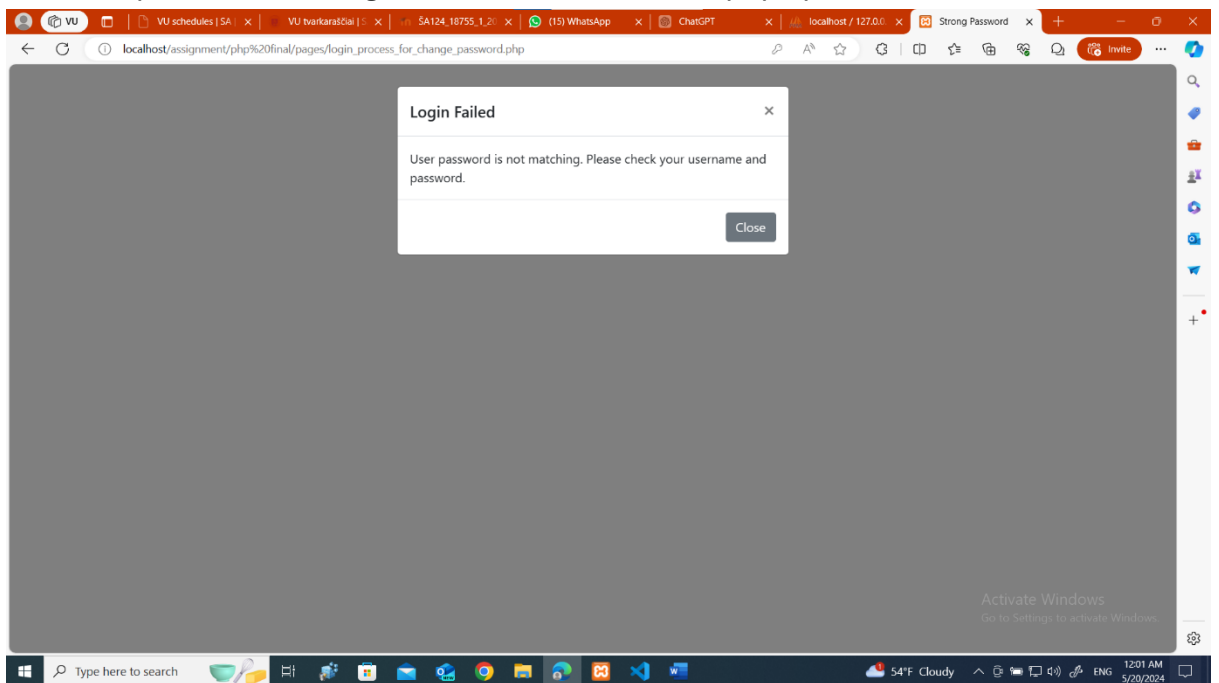 VU
VU schedules | SA
VU tvarkaraščiai | S
ŠA124_18755_1_20
(15) WhatsApp
ChatGPT
localhost / 127.0.0.
Strong Password
localhost/assignment/php%20final/pages/login_process_for_change_password.php
Invite
Login Failed
User password is not matching. Please check your username and
password.
Close
Activate Windows
Go to Settings to activate Windows.
Type here to search
54°F Cloudy
ENG
12:01 AM
5/20/2024